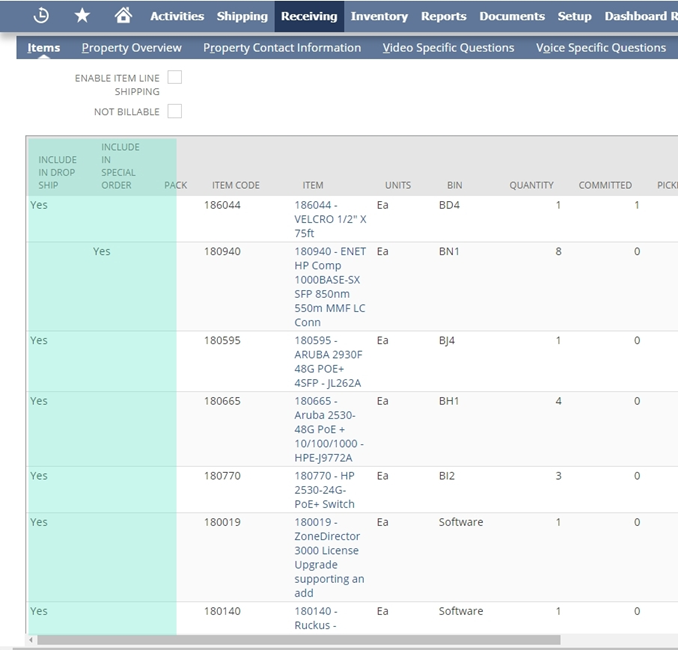 Activities Shipping Receiving Inventory Reports Documents Setup Dashboard R
Items Property Overview Property Contact Information Video Specific Questions Voice Specific Questions
ENABLE ITEM LINE
SHIPPING
NOT BILLABLE
INCLUDE
IN DROP
SHIP
INCLUDE
IN
SPECIAL
ORDER
PACK ITEM CODE ITEM UNITS BIN QUANTITY COMMITTED PICK
Yes 186044 186044 - Ea BD4 1 1
VELCRO 1/2" X
75ft
Yes 180940 180940 - ENET Ea BN1 8 0
HP Comp
1000BASE-SX
SFP 850nm
550m MMF LC
Conn
Yes 180595 180595 - Ea BJ4 1 0
ARUBA 2930F
48G POE+
4SFP - JL262A
Yes 180665 180665 - Ea BH1 4 0
Aruba 2530-
48G PoE +
10/100/1000 -
HPE-J9772A
Yes 180770 180770 - HP Ea BI2 3 0
2530-24G-
PoE+ Switch
Yes 180019 180019 - Ea Software 1 0
ZoneDirector
3000 License
Upgrade
supporting an
add
Yes 180140 180140 - Ea Software 1 0
Ruckus -